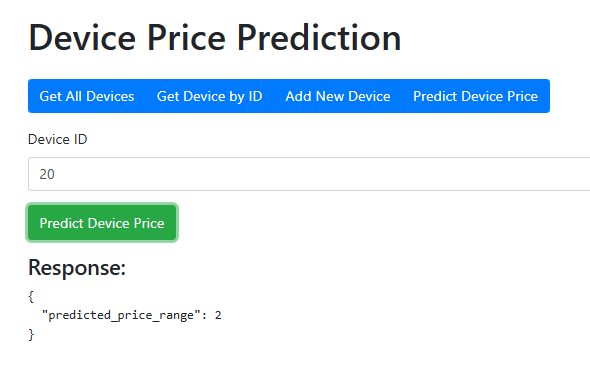 Device Price Prediction
Get All Devices Get Device by ID Add New Device Predict Device Price
Device ID
20
Predict Device Price
Response:
{
  "predicted_price_range": 2
}